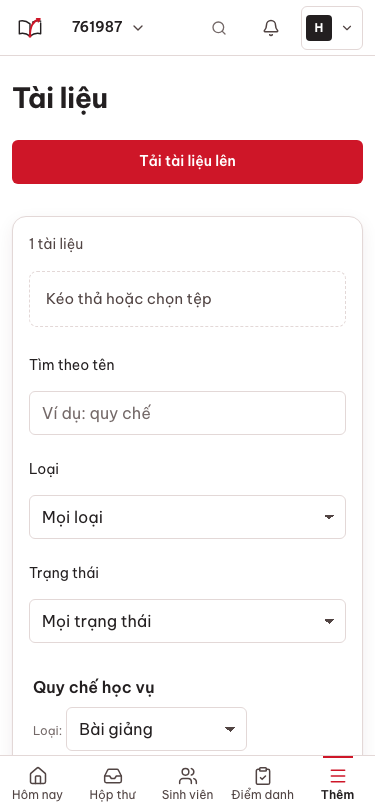 761987
H
Tài liệu
Tải tài liệu lên
1 tài liệu
Kéo thả hoặc chọn tệp
Tìm theo tên
Ví dụ: quy chế
Loại
Mọi loại
Trạng thái
Mọi trạng thái
Quy chế học vụ
Loại: Bài giảng
Hôm nay Hộp thư Sinh viên Điểm danh Thêm